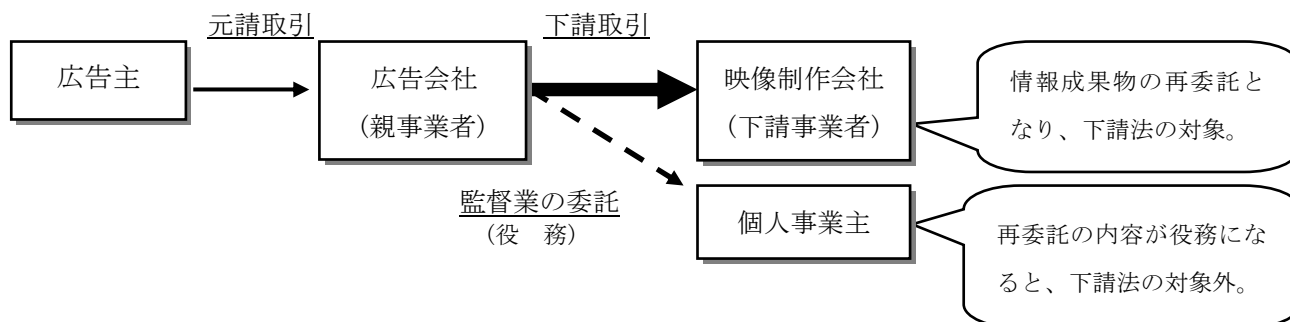 元請取引
下請取引
広告主
広告会社
(親事業者)
映像制作会社
(下請事業者)
情報成果物の再委託と
なり、下請法の対象。
監督業の委託
(役 務)
個人事業主
再委託の内容が役務にな
ると、下請法の対象外。